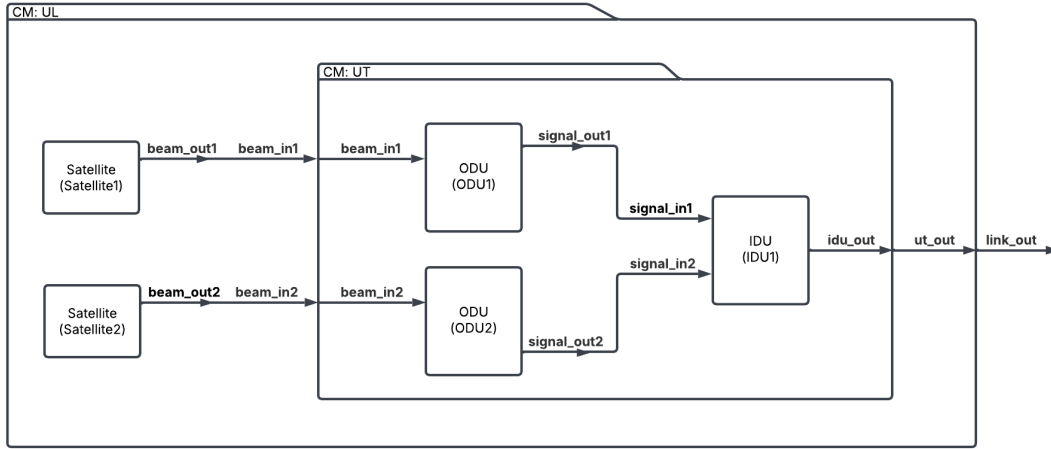 CM: UL
CM: UT
beam_out1
beam_in1
beam_in1
signal_out1
Satellite
(Satellite1)
ODU
(ODU1)
signal_in1
IDU
(IDU1)
idu_out
ut_out
link_out
signal_in2
beam_out2
beam_in2
beam_in2
Satellite
(Satellite2)
ODU
(ODU2)
signal_out2